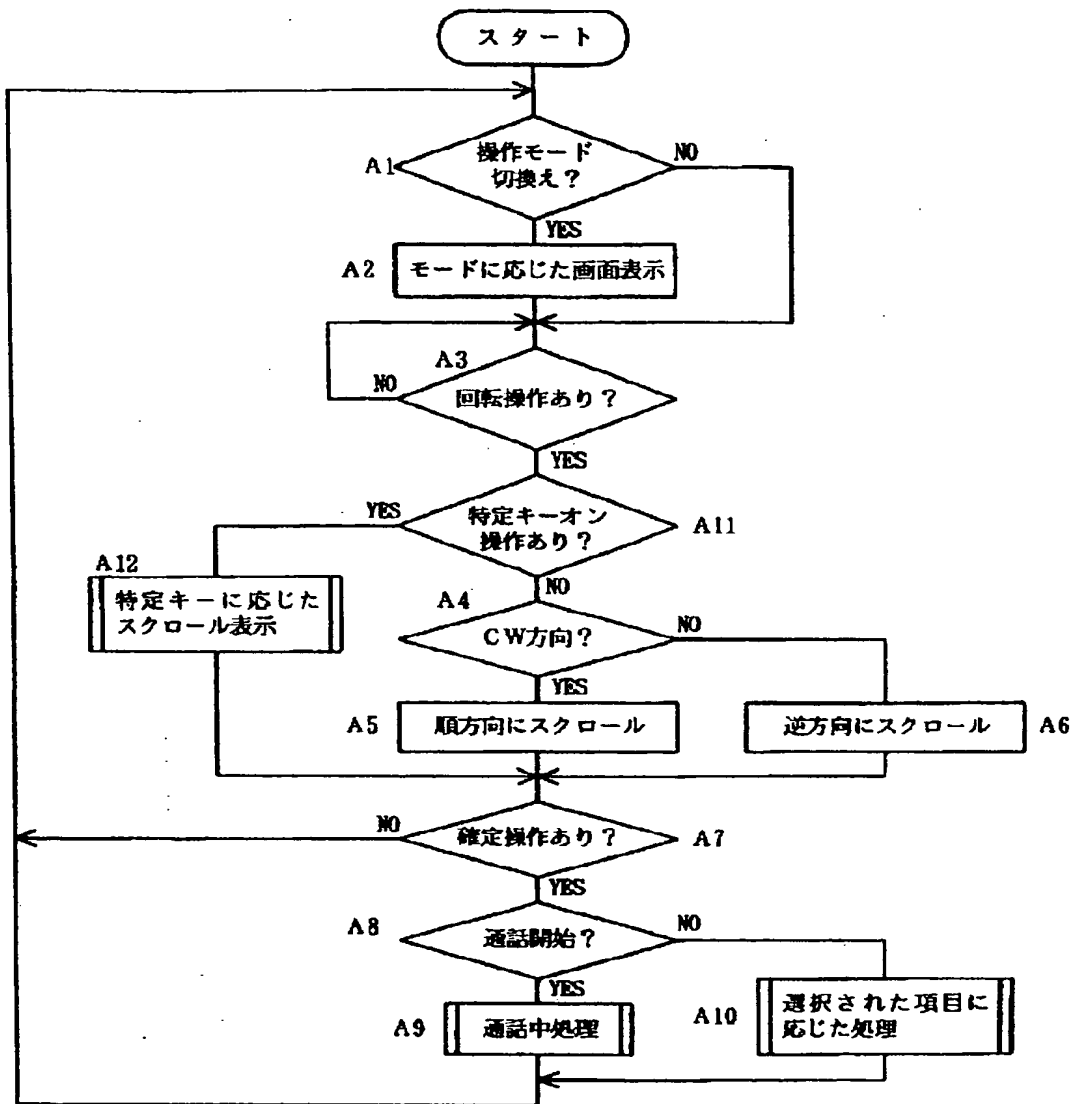 スタート
A1
操作モード
切換え?
NO
YES
A2
モードに応じた画面表示
A3
NO
回転操作あり?
YES
YES
特定キーオン
操作あり?
A11
A12
NO
特定キーに応じた
スクロール表示
A4
CW方向?
NO
YES
A5
順方向にスクロール
逆方向にスクロール
A6
NO
確定操作あり?
A7
YES
A8
通話開始?
NO
YES
A9
通話中処理
A10
選択された項目に
応じた処理